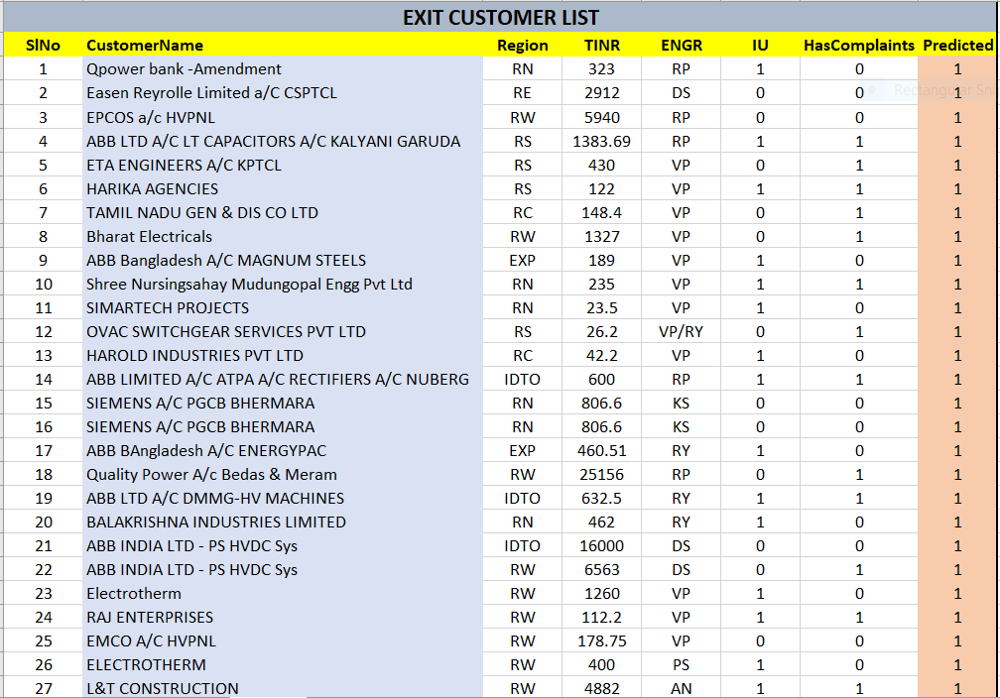 EXIT CUSTOMER LIST
SlNo CustomerName Region TINR ENGR IU HasComplaints Predicted
1 Qpower bank -Amendment RN 323 RP 1 0 1
2 Easen Reyrolle Limited a/C CSPTCL RE 2912 DS 0 0 1
3 EPCOS a/c HVPNL RW 5940 RP 0 0 1
4 ABB LTD A/C LT CAPACITORS A/C KALYANI GARUDA RS 1383.69 RP 1 1 1
5 ETA ENGINEERS A/C KPTCL RS 430 VP 0 1 1
6 HARIKA AGENCIES RS 122 VP 1 1 1
7 TAMIL NADU GEN & DIS CO LTD RC 148.4 VP 0 1 1
8 Bharat Electricals RW 1327 VP 0 1 1
9 ABB Bangladesh A/C MAGNUM STEELS EXP 189 VP 1 0 1
10 Shree Nursingsahay Mudungopal Engg Pvt Ltd RN 235 VP 1 1 1
11 SIMARTECH PROJECTS RN 23.5 VP 1 0 1
12 OVAC SWITCHGEAR SERVICES PVT LTD RS 26.2 VP/RY 0 1 1
13 HAROLD INDUSTRIES PVT LTD RC 42.2 VP 1 0 1
14 ABB LIMITED A/C ATPA A/C RECTIFIERS A/C NUBERG IDTO 600 RP 1 1 1
15 SIEMENS A/C PGCB BHERMARA RN 806.6 KS 0 0 1
16 SIEMENS A/C PGCB BHERMARA RN 806.6 KS 0 0 1
17 ABB BAngladesh A/C ENERGYPAC EXP 460.51 RY 1 0 1
18 Quality Power A/c Bedas & Meram RW 25156 RP 0 1 1
19 ABB LTD A/C DMMG-HV MACHINES IDTO 632.5 RY 1 1 1
20 BALAKRISHNA INDUSTRIES LIMITED RN 462 RY 1 0 1
21 ABB INDIA LTD - PS HVDC Sys IDTO 16000 DS 0 0 1
22 ABB INDIA LTD - PS HVDC Sys RW 6563 DS 0 1 1
23 Electrotherm RW 1260 VP 1 0 1
24 RAJ ENTERPRISES RW 112.2 VP 1 1 1
25 EMCO A/C HVPNL RW 178.75 VP 0 0 1
26 ELECTROTHERM RW 400 PS 1 0 1
27 L&T CONSTRUCTION RW 4882 AN 1 1 1